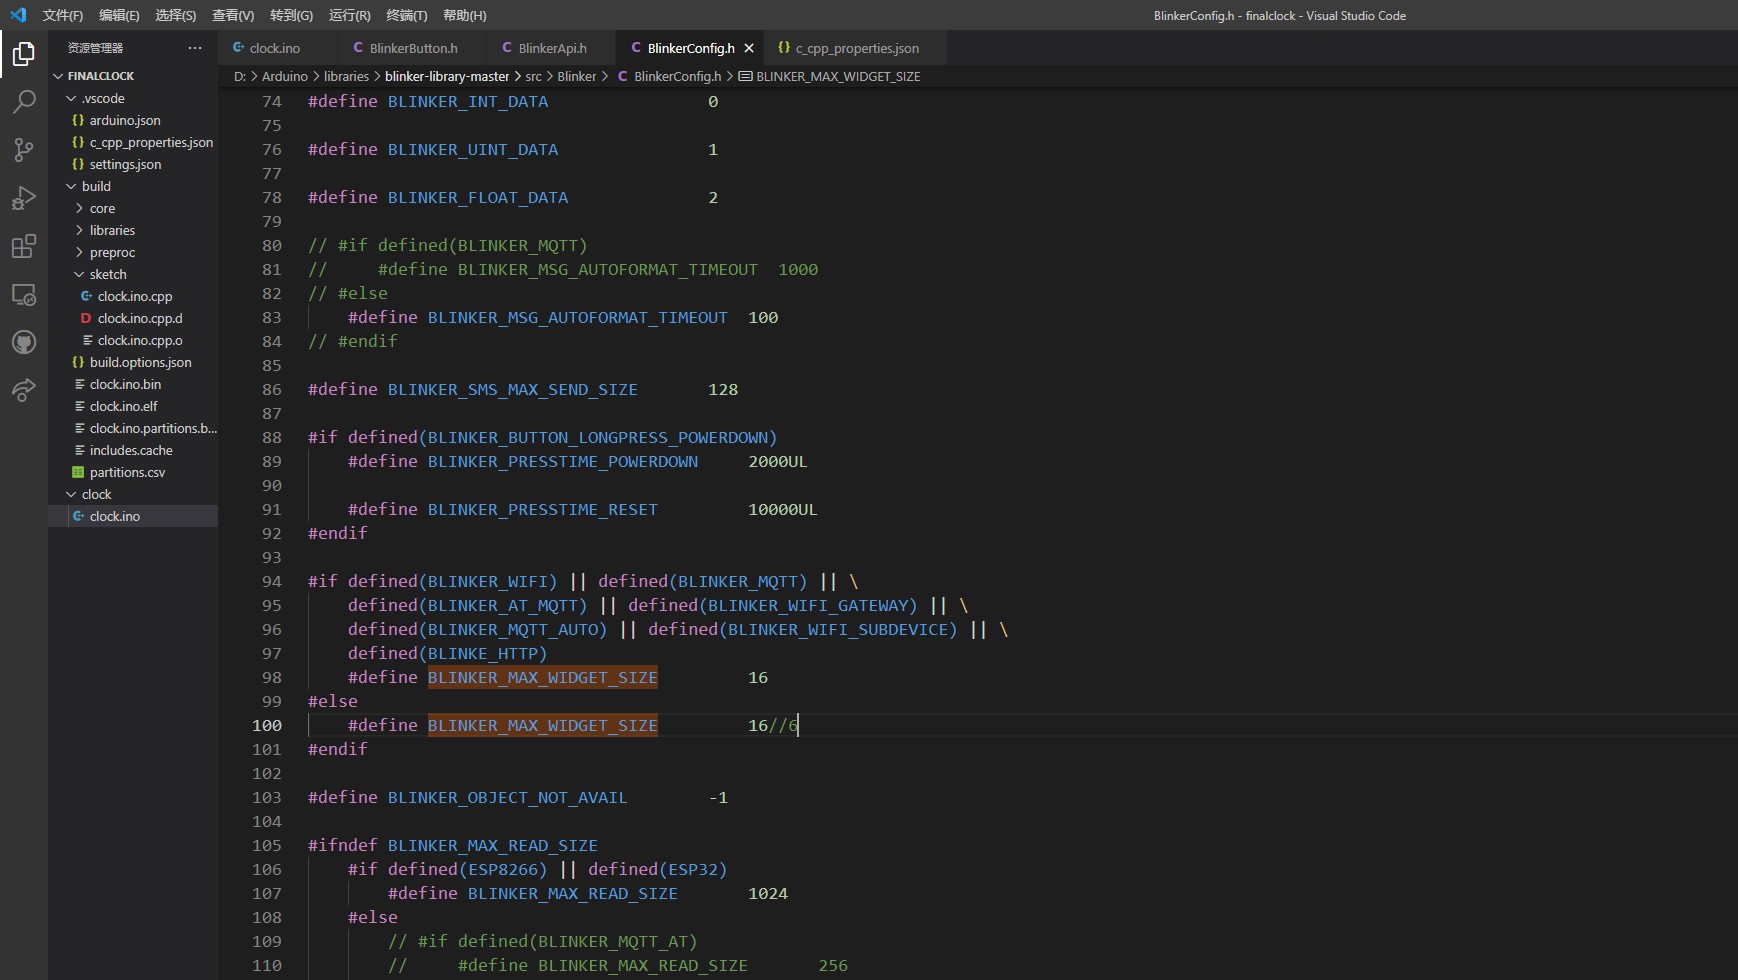 文件(F) 编辑(E) 选择(S) 查看(V) 转到(G) 运行(R) 终端(T) 帮助(H) BlinkerConfig.h - finalclock - Visual Studio Code
资源管理器 ··· clock.ino BlinkerButton.h BlinkerApi.h BlinkerConfig.h c_cpp_properties.json
D: > Arduino > libraries > blinker-library-master > src > Blinker > C BlinkerConfig.h > BLINKER_MAX_WIDGET_SIZE
FINALCLOCK
.vscode
arduino.json
c_cpp_properties.json
settings.json
build
core
libraries
preproc
sketch
clock.ino.cpp
clock.ino.cpp.d
clock.ino.cpp.o
build.options.json
clock.ino.bin
clock.ino.elf
clock.ino.partitions.b...
includes.cache
partitions.csv
clock
clock.ino
74 #define BLINKER_INT_DATA 0
75
76 #define BLINKER_UINT_DATA 1
77
78 #define BLINKER_FLOAT_DATA 2
79
80 // #if defined(BLINKER_MQTT)
81 // #define BLINKER_MSG_AUTOFORMAT_TIMEOUT 1000
82 // #else
83 #define BLINKER_MSG_AUTOFORMAT_TIMEOUT 100
84 // #endif
85
86 #define BLINKER_SMS_MAX_SEND_SIZE 128
87
88 #if defined(BLINKER_BUTTON_LONGPRESS_POWERDOWN)
89 #define BLINKER_PRESSTIME_POWERDOWN 2000UL
90
91 #define BLINKER_PRESSTIME_RESET 10000UL
92 #endif
93
94 #if defined(BLINKER_WIFI) || defined(BLINKER_MQTT) || \
95 defined(BLINKER_AT_MQTT) || defined(BLINKER_WIFI_GATEWAY) || \
96 defined(BLINKER_MQTT_AUTO) || defined(BLINKER_WIFI_SUBDEVICE) || \
97 defined(BLINKE_HTTP)
98 #define BLINKER_MAX_WIDGET_SIZE 16
99 #else
100 #define BLINKER_MAX_WIDGET_SIZE 16//6
101 #endif
102
103 #define BLINKER_OBJECT_NOT_AVAIL -1
104
105 #ifndef BLINKER_MAX_READ_SIZE
106 #if defined(ESP8266) || defined(ESP32)
107 #define BLINKER_MAX_READ_SIZE 1024
108 #else
109 // #if defined(BLINKER_MQTT_AT)
110 // #define BLINKER_MAX_READ_SIZE 256